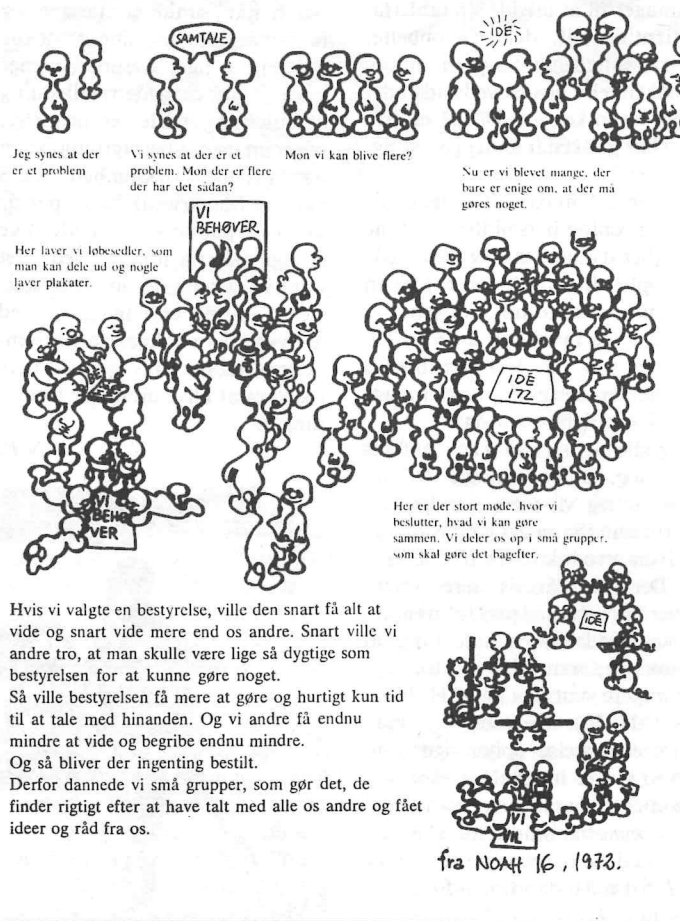 SAMTALE
IDÉ
Jeg synes at der
er et problem
Vi synes at der er et
problem. Mon der er flere
der har det sådan?
Mon vi kan blive flere?
Nu er vi blevet mange, der
bare er enige om, at der må
gøres noget.
VI
BEHØVER
Her laver vi løbesedler, som
man kan dele ud og nogle
laver plakater.
IDÉ
172
VI
BEHØ
VER
Her er der stort møde, hvor vi
beslutter, hvad vi kan gøre
sammen. Vi deler os op i små grupper,
som skal gøre det bagefter.
IDÉ
Hvis vi valgte en bestyrelse, ville den snart få alt at
vide og snart vide mere end os andre. Snart ville vi
andre tro, at man skulle være lige så dygtige som
bestyrelsen for at kunne gøre noget.
Så ville bestyrelsen få mere at gøre og hurtigt kun tid
til at tale med hinanden. Og vi andre få endnu
mindre at vide og begribe endnu mindre.
Og så bliver der ingenting bestilt.
Derfor dannede vi små grupper, som gør det, de
finder rigtigt efter at have talt med alle os andre og fået
ideer og råd fra os.
VI
VIL
fra NOAH 16, 1972.